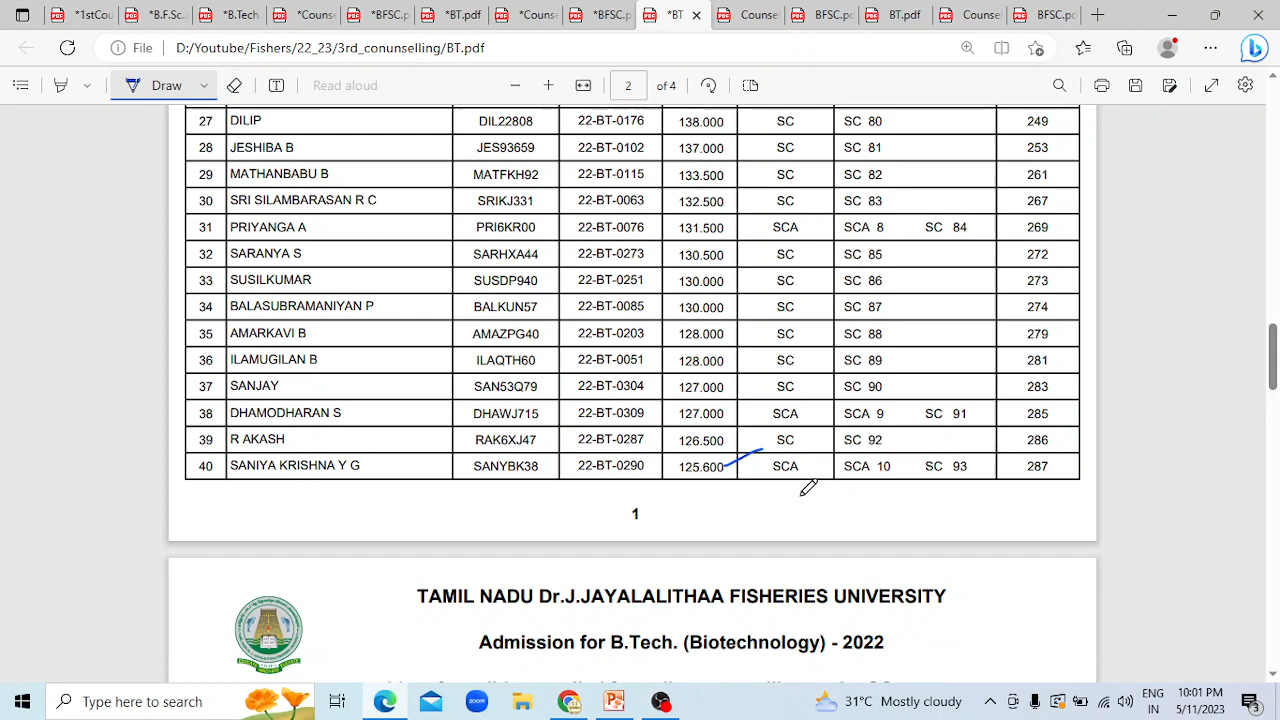 *1stCou
*B.F.Sc
*B.Tech
*Counse
*BFSC.p
*BT.pdf
*Counse
*BFSC.p
*BT
Counse
BFSC.p
BT.pdf
Counse
BFSC.pd
File D:/Youtube/Fishers/22_23/3rd_conunselling/BT.pdf
Draw Read aloud 2 of 4
27 DILIP DIL22808 22-BT-0176 138.000 SC SC 80 249
28 JESHIBA B JES93659 22-BT-0102 137.000 SC SC 81 253
29 MATHANBABU B MATFKH92 22-BT-0115 133.500 SC SC 82 261
30 SRI SILAMBARASAN R C SRIKJ331 22-BT-0063 132.500 SC SC 83 267
31 PRIYANGA A PRI6KR00 22-BT-0076 131.500 SCA SCA 8 SC 84 269
32 SARANYA S SARHXA44 22-BT-0273 130.500 SC SC 85 272
33 SUSILKUMAR SUSDP940 22-BT-0251 130.000 SC SC 86 273
34 BALASUBRAMANIYAN P BALKUN57 22-BT-0085 130.000 SC SC 87 274
35 AMARKAVI B AMAZPG40 22-BT-0203 128.000 SC SC 88 279
36 ILAMUGILAN B ILAQTH60 22-BT-0051 128.000 SC SC 89 281
37 SANJAY SAN53Q79 22-BT-0304 127.000 SC SC 90 283
38 DHAMODHARAN S DHAWJ715 22-BT-0309 127.000 SCA SCA 9 SC 91 285
39 R AKASH RAK6XJ47 22-BT-0287 126.500 SC SC 92 286
40 SANIYA KRISHNA Y G SANYBK38 22-BT-0290 125.600 SCA SCA 10 SC 93 287
1
TAMIL NADU Dr.J.JAYALALITHAA FISHERIES UNIVERSITY
Admission for B.Tech. (Biotechnology) - 2022
Type here to search
31°C Mostly cloudy
ENG
IN
10:01 PM
5/11/2023
3